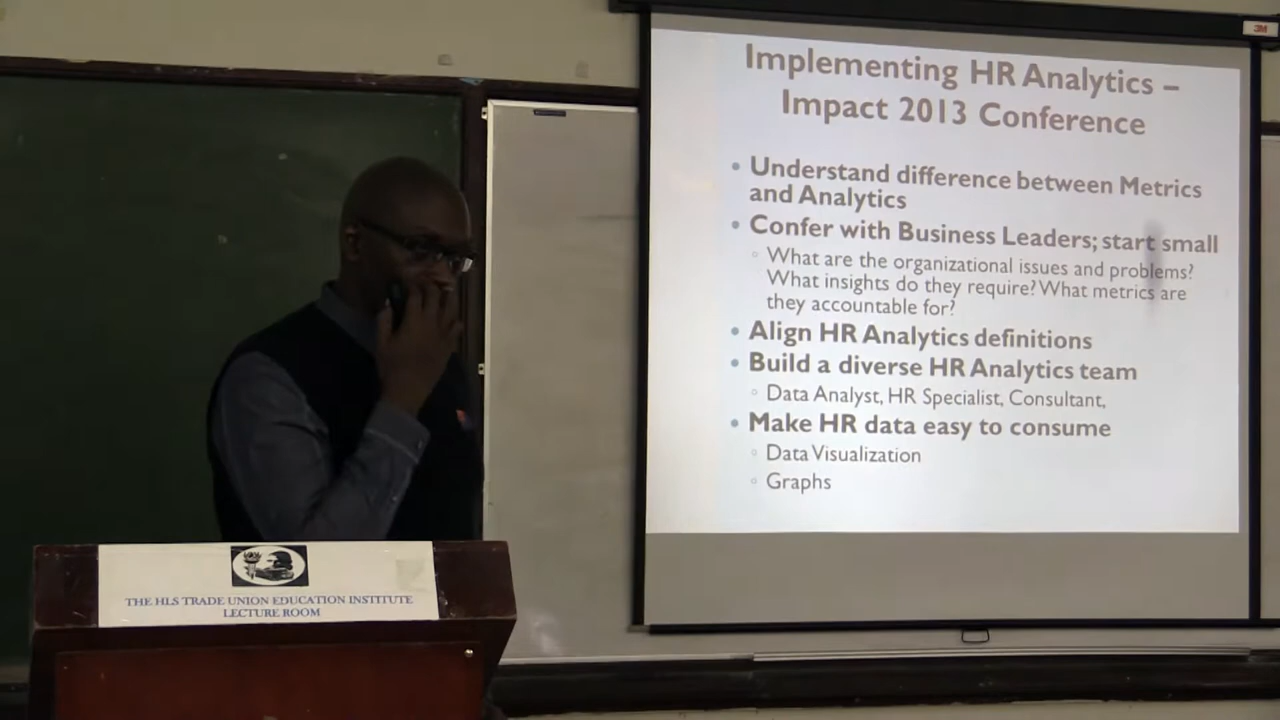 3M
Implementing HR Analytics –
Impact 2013 Conference
• Understand difference between Metrics
and Analytics
• Confer with Business Leaders; start small
◦ What are the organizational issues and problems?
What insights do they require? What metrics are
they accountable for?
• Align HR Analytics definitions
• Build a diverse HR Analytics team
◦ Data Analyst, HR Specialist, Consultant,
• Make HR data easy to consume
◦ Data Visualization
◦ Graphs
THE HLS TRADE UNION EDUCATION INSTITUTE
LECTURE ROOM